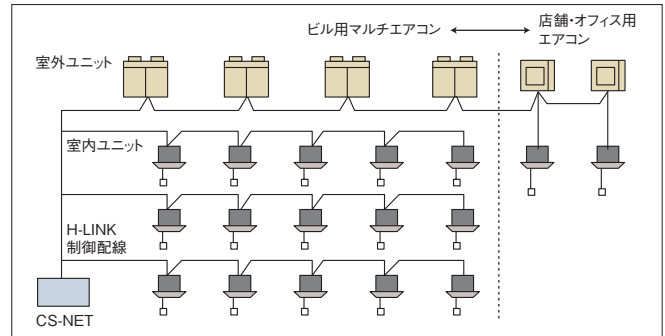 ビル用マルチエアコン
店舗・オフィス用
エアコン
室外ユニット
室内ユニット
H-LINK
制御配線
CS-NET